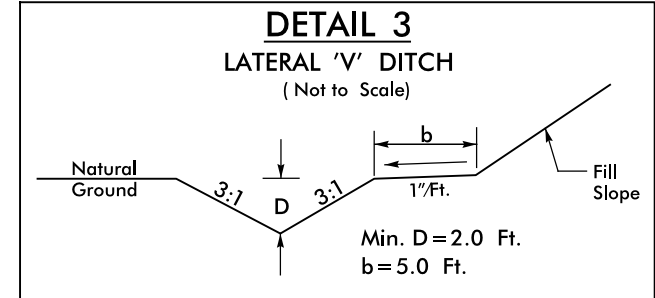 DETAIL 3
LATERAL 'V' DITCH
( Not to Scale)
b
Natural
Ground
3:1
D
3:1
1"/Ft.
Fill
Slope
Min. D=2.0 Ft.
b=5.0 Ft.